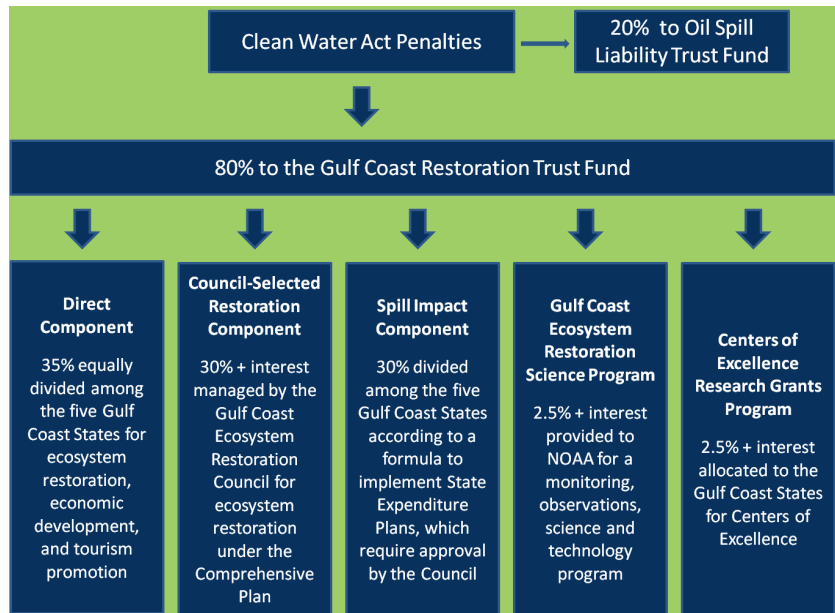 Clean Water Act Penalties
20% to Oil Spill
Liability Trust Fund
80% to the Gulf Coast Restoration Trust Fund
Direct
Component
35% equally
divided among
the five Gulf
Coast States for
ecosystem
restoration,
economic
development,
and tourism
promotion
Council-Selected
Restoration
Component
30% + interest
managed by the
Gulf Coast
Ecosystem
Restoration
Council for
ecosystem
restoration
under the
Comprehensive
Plan
Spill Impact
Component
30% divided
among the five
Gulf Coast States
according to a
formula to
implement State
Expenditure
Plans, which
require approval
by the Council
Gulf Coast
Ecosystem
Restoration
Science Program
2.5% + interest
provided to
NOAA for a
monitoring,
observations,
science and
technology
program
Centers of
Excellence
Research Grants
Program
2.5% + interest
allocated to the
Gulf Coast States
for Centers of
Excellence